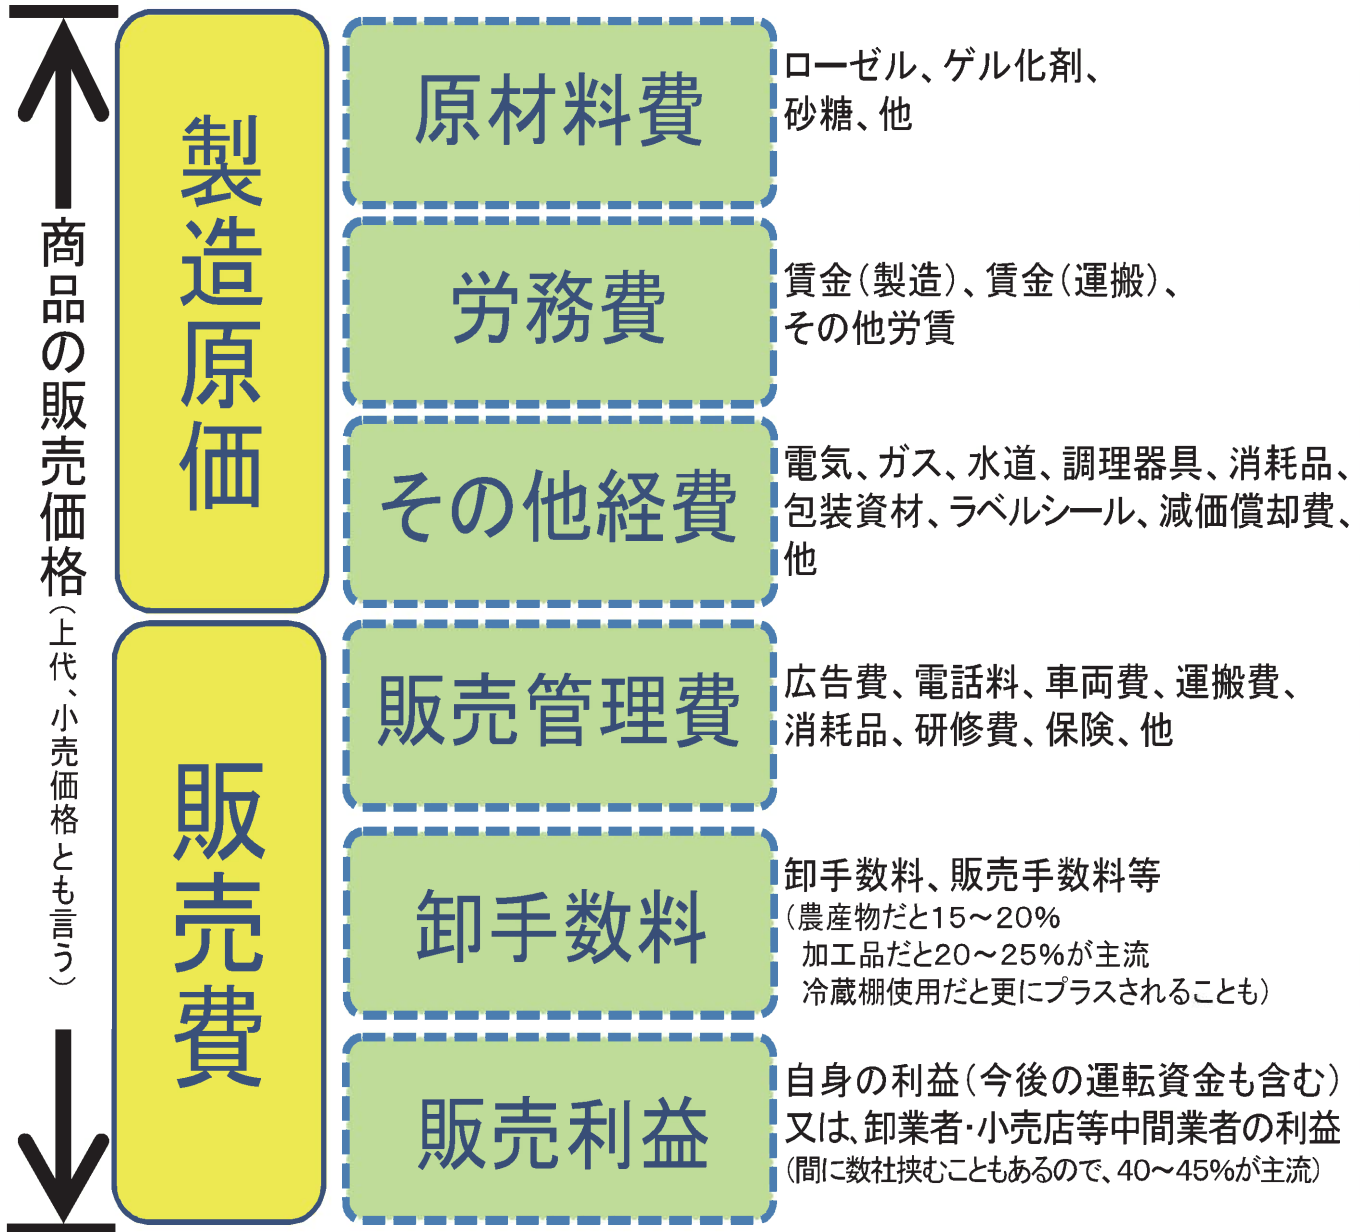 商品の販売価格(上代、小売価格とも言う)
製造原価
原材料費
ローゼル、ゲル化剤、
砂糖、他
労務費
賃金(製造)、賃金(運搬)、
その他労賃
その他経費
電気、ガス、水道、調理器具、消耗品、
包装資材、ラベルシール、減価償却費、
他
販売費
販売管理費
広告費、電話料、車両費、運搬費、
消耗品、研修費、保険、他
卸手数料
卸手数料、販売手数料等
(農産物だと15～20%
加工品だと20～25%が主流
冷蔵棚使用だと更にプラスされることも)
販売利益
自身の利益(今後の運転資金も含む)
又は、卸業者・小売店等中間業者の利益
(間に数社挟むこともあるので、40～45%が主流)